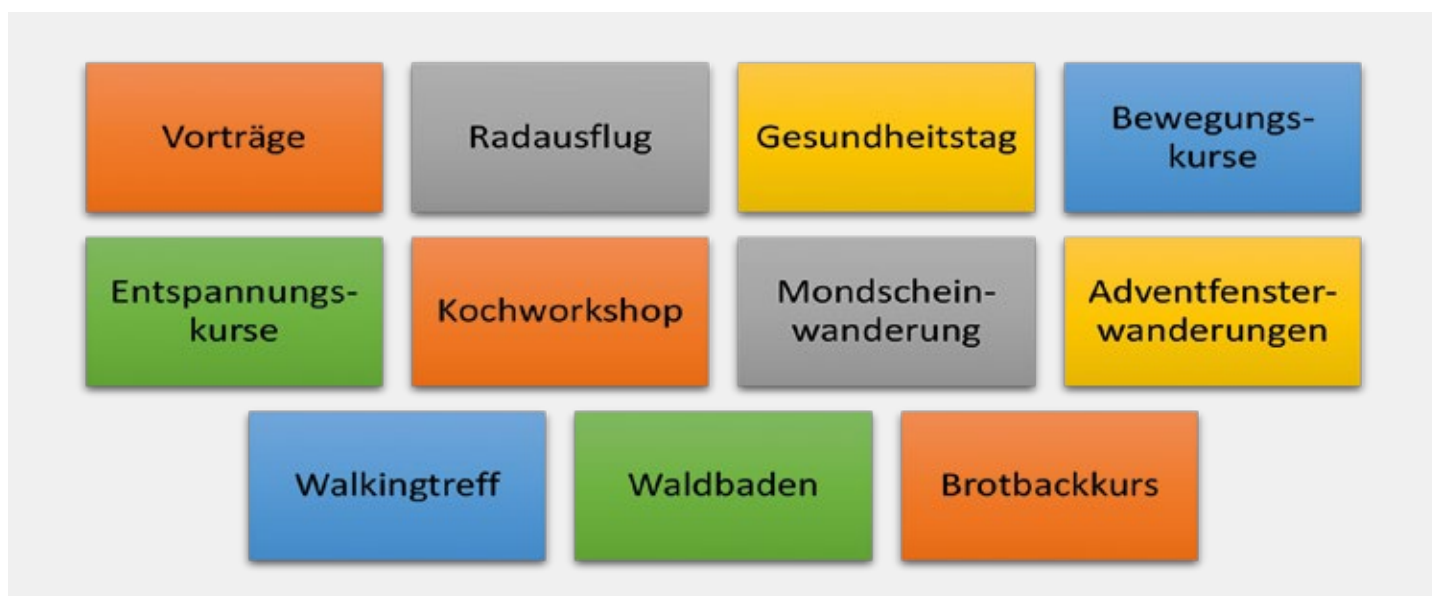 Vorträge
Radausflug
Gesundheitstag
Bewegungs-
kurse
Entspannungs-
kurse
Kochworkshop
Mondschein-
wanderung
Adventfenster-
wanderungen
Walkingtreff
Waldbaden
Brotbackkurs